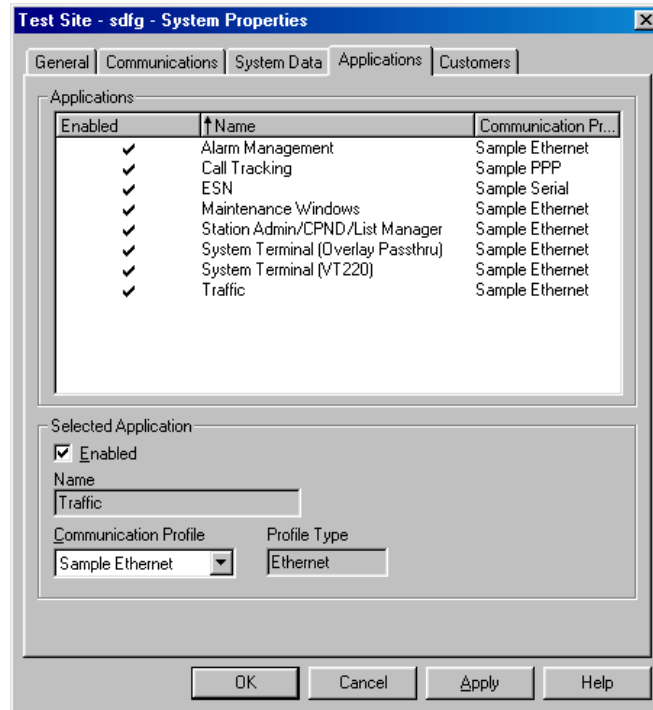 Test Site - sdfg - System Properties
General Communications System Data Applications Customers
Applications
Enabled Name Communication Pr...
Alarm Management Sample Ethernet
Call Tracking Sample PPP
ESN Sample Serial
Maintenance Windows Sample Ethernet
Station Admin/CPND/List Manager Sample Ethernet
System Terminal (Overlay Passthru) Sample Ethernet
System Terminal (VT220) Sample Ethernet
Traffic Sample Ethernet
Selected Application
Enabled
Name
Traffic
Communication Profile Profile Type
Sample Ethernet Ethernet
OK Cancel Apply Help